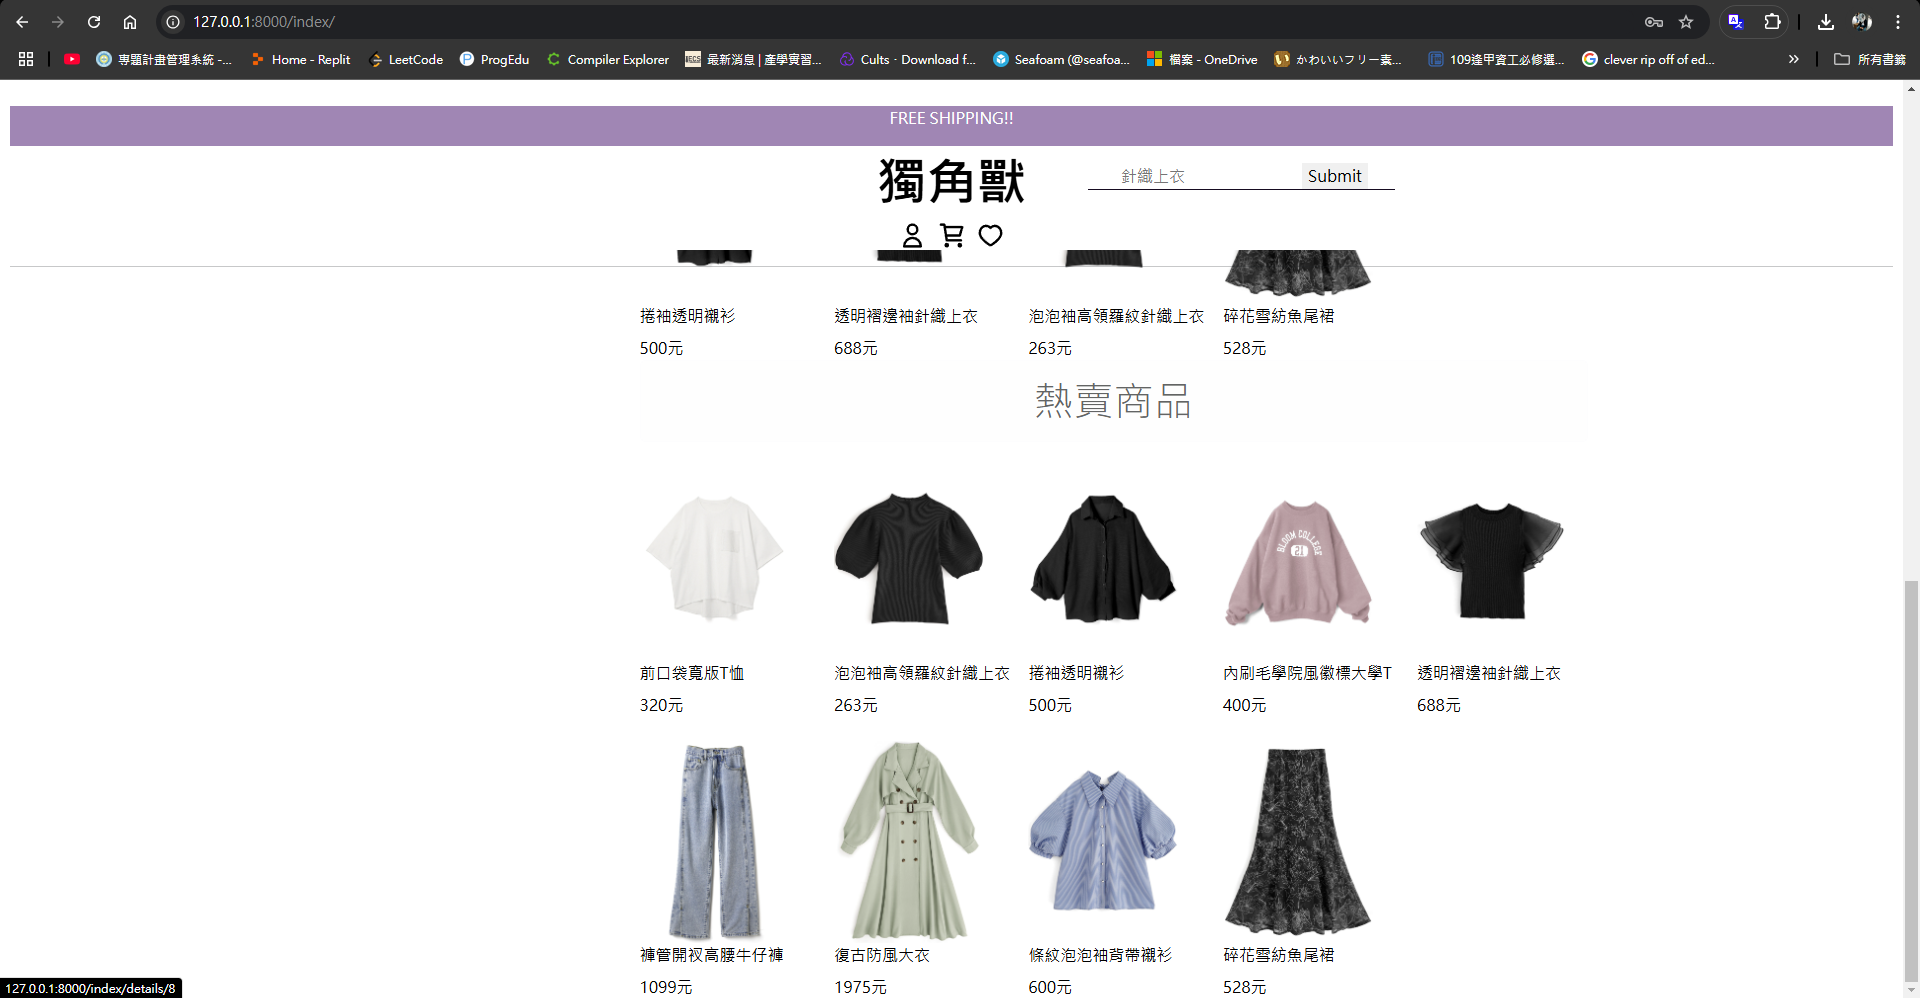 127.0.0.1:8000/index/
專題計畫管理系統 -...
Home - Replit
LeetCode
ProgEdu
Compiler Explorer
最新消息 | 產學實習...
Cults · Download f...
Seafoam (@seafoa...
檔案 - OneDrive
かわいいフリー素...
109逢甲資工必修選...
clever rip off of ed...
所有書籤
FREE SHIPPING!!
獨角獸
針織上衣
Submit
捲袖透明襯衫
透明褶邊袖針織上衣
泡泡袖高領羅紋針織上衣
碎花雪紡魚尾裙
500元
688元
263元
528元
熱賣商品
BLOOM COLLEGE
21
前口袋寬版T恤
泡泡袖高領羅紋針織上衣
捲袖透明襯衫
內刷毛學院風徽標大學T
透明褶邊袖針織上衣
320元
263元
500元
400元
688元
褲管開衩高腰牛仔褲
復古防風大衣
條紋泡泡袖背帶襯衫
碎花雪紡魚尾裙
1099元
1975元
600元
528元
127.0.0.1:8000/index/details/8